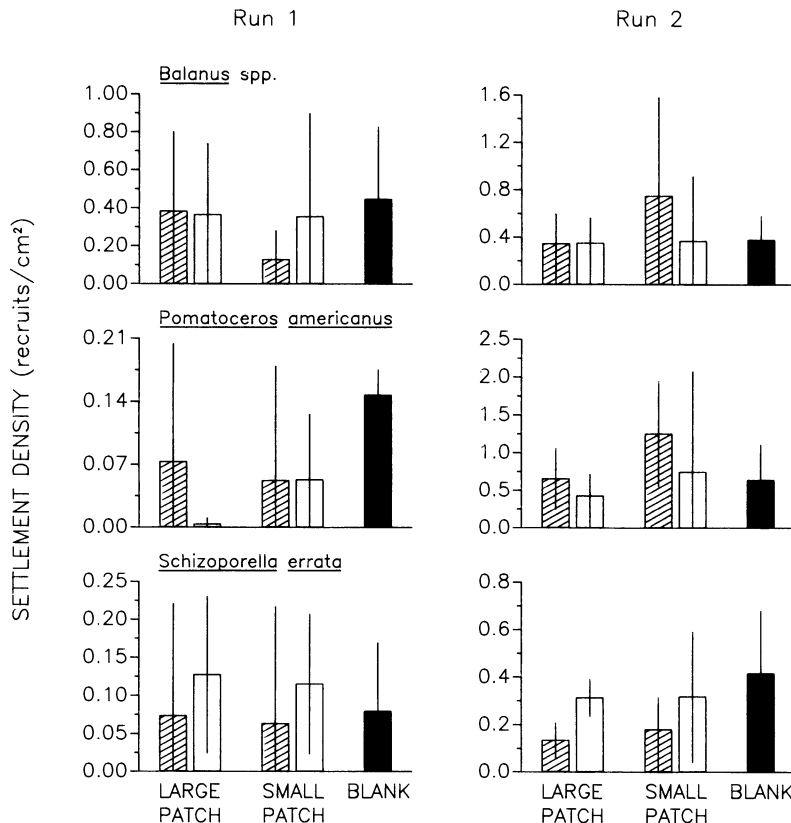 Run 1
Run 2
SETTLEMENT DENSITY (recruits/cm²)
Balanus spp.
1.00
0.80
0.60
0.40
0.20
0.00
1.6
1.2
0.8
0.4
0.0
Pomatoceros americanus
0.21
0.14
0.07
0.00
2.5
2.0
1.5
1.0
0.5
0.0
Schizoporella errata
0.25
0.20
0.15
0.10
0.05
0.00
0.8
0.6
0.4
0.2
0.0
LARGE PATCH
SMALL PATCH
BLANK
LARGE PATCH
SMALL PATCH
BLANK